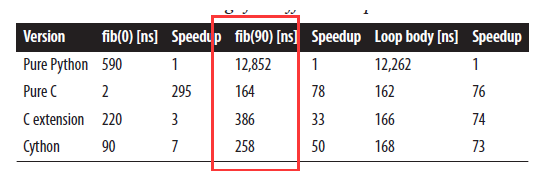 Version fib(0) [ns] Speedup fib(90) [ns] Speedup Loop body [ns] Speedup
Pure Python 590 1 12,852 1 12,262 1
Pure C 2 295 164 78 162 76
C extension 220 3 386 33 166 74
Cython 90 7 258 50 168 73